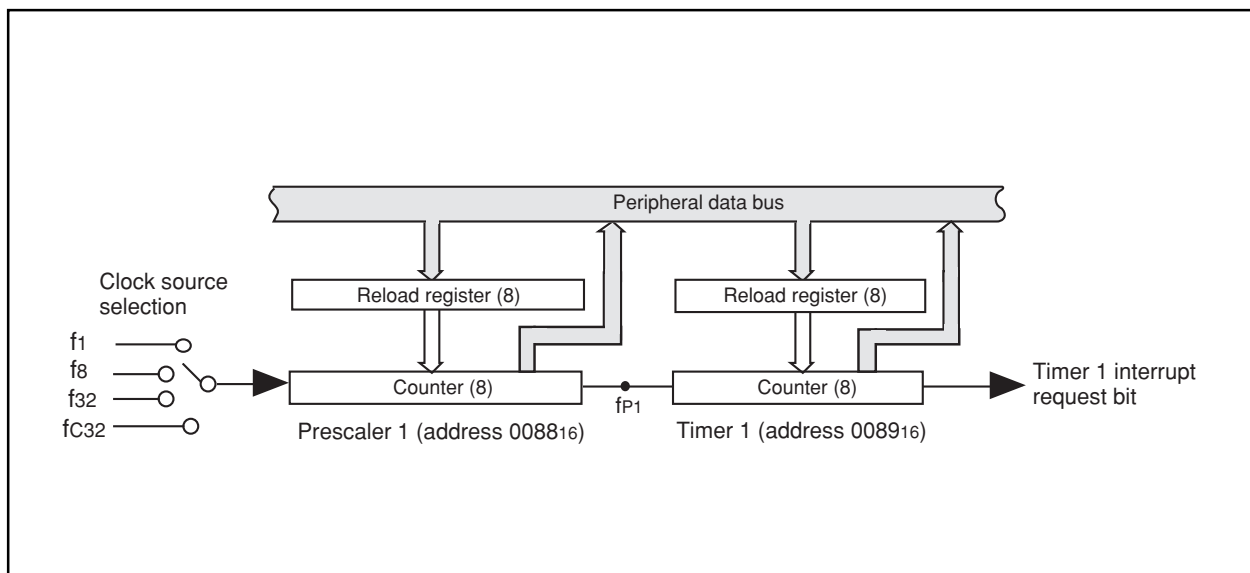 Peripheral data bus
Clock source
selection
Reload register (8)
Reload register (8)
f1
f8
f32
fC32
Counter (8)
fP1
Counter (8)
Timer 1 interrupt
request bit
Prescaler 1 (address 008816)
Timer 1 (address 008916)